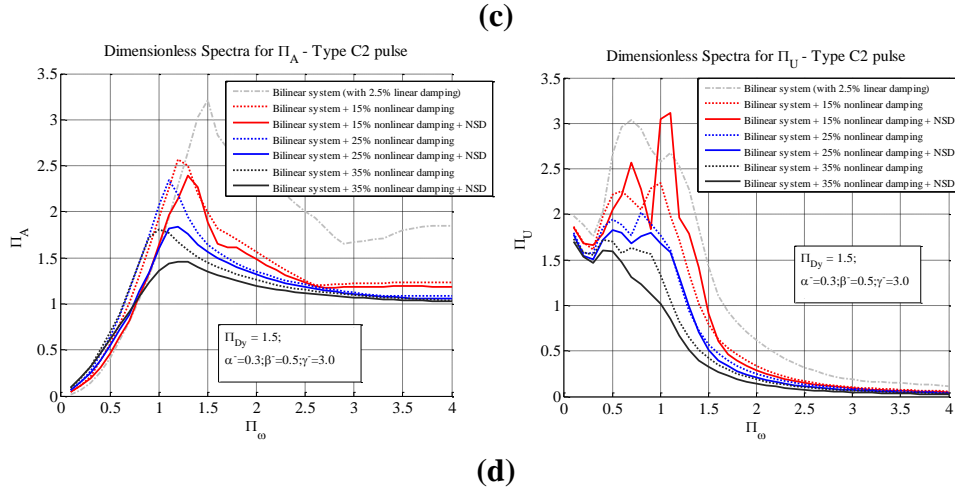 (c)
Dimensionless Spectra for Π_A - Type C2 pulse
3.5
3
2.5
2
1.5
1
0.5
0
Π_A
Bilinear system (with 2.5% linear damping)
Bilinear system + 15% nonlinear damping
Bilinear system + 15% nonlinear damping + NSD
Bilinear system + 25% nonlinear damping
Bilinear system + 25% nonlinear damping + NSD
Bilinear system + 35% nonlinear damping
Bilinear system + 35% nonlinear damping + NSD
Π_Dy = 1.5;
α⁻=0.3;β⁻=0.5;γ⁻=3.0
0 0.5 1 1.5 2 2.5 3 3.5 4
Π_ω
Dimensionless Spectra for Π_U - Type C2 pulse
3.5
3
2.5
2
1.5
1
0.5
0
Π_U
Bilinear system (with 2.5% linear damping)
Bilinear system + 15% nonlinear damping
Bilinear system + 15% nonlinear damping + NSD
Bilinear system + 25% nonlinear damping
Bilinear system + 25% nonlinear damping + NSD
Bilinear system + 35% nonlinear damping
Bilinear system + 35% nonlinear damping + NSD
Π_Dy = 1.5;
α⁻=0.3;β⁻=0.5;γ⁻=3.0
0 0.5 1 1.5 2 2.5 3 3.5 4
Π_ω
(d)